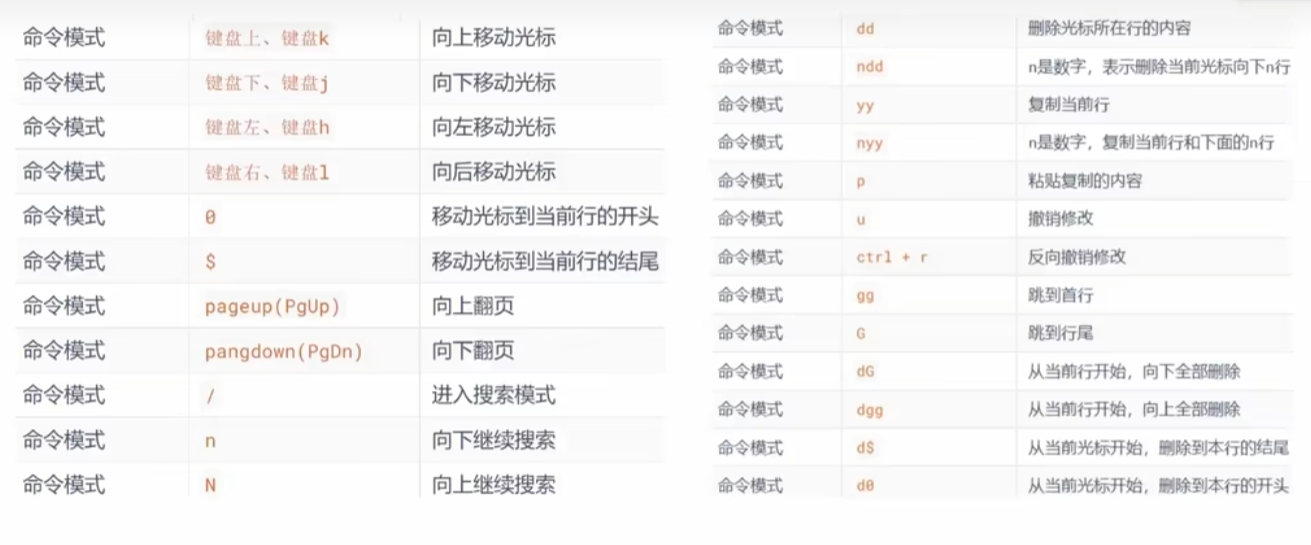 命令模式 键盘上、键盘k 向上移动光标
命令模式 键盘下、键盘j 向下移动光标
命令模式 键盘左、键盘h 向左移动光标
命令模式 键盘右、键盘l 向后移动光标
命令模式 0 移动光标到当前行的开头
命令模式 $ 移动光标到当前行的结尾
命令模式 pageup(PgUp) 向上翻页
命令模式 pangdown(PgDn) 向下翻页
命令模式 / 进入搜索模式
命令模式 n 向下继续搜索
命令模式 N 向上继续搜索
命令模式 dd 删除光标所在行的内容
命令模式 ndd n是数字，表示删除当前光标向下n行
命令模式 yy 复制当前行
命令模式 nyy n是数字，复制当前行和下面的n行
命令模式 p 粘贴复制的内容
命令模式 u 撤销修改
命令模式 ctrl + r 反向撤销修改
命令模式 gg 跳到首行
命令模式 G 跳到行尾
命令模式 dG 从当前行开始，向下全部删除
命令模式 dgg 从当前行开始，向上全部删除
命令模式 d$ 从当前光标开始，删除到本行的结尾
命令模式 d0 从当前光标开始，删除到本行的开头